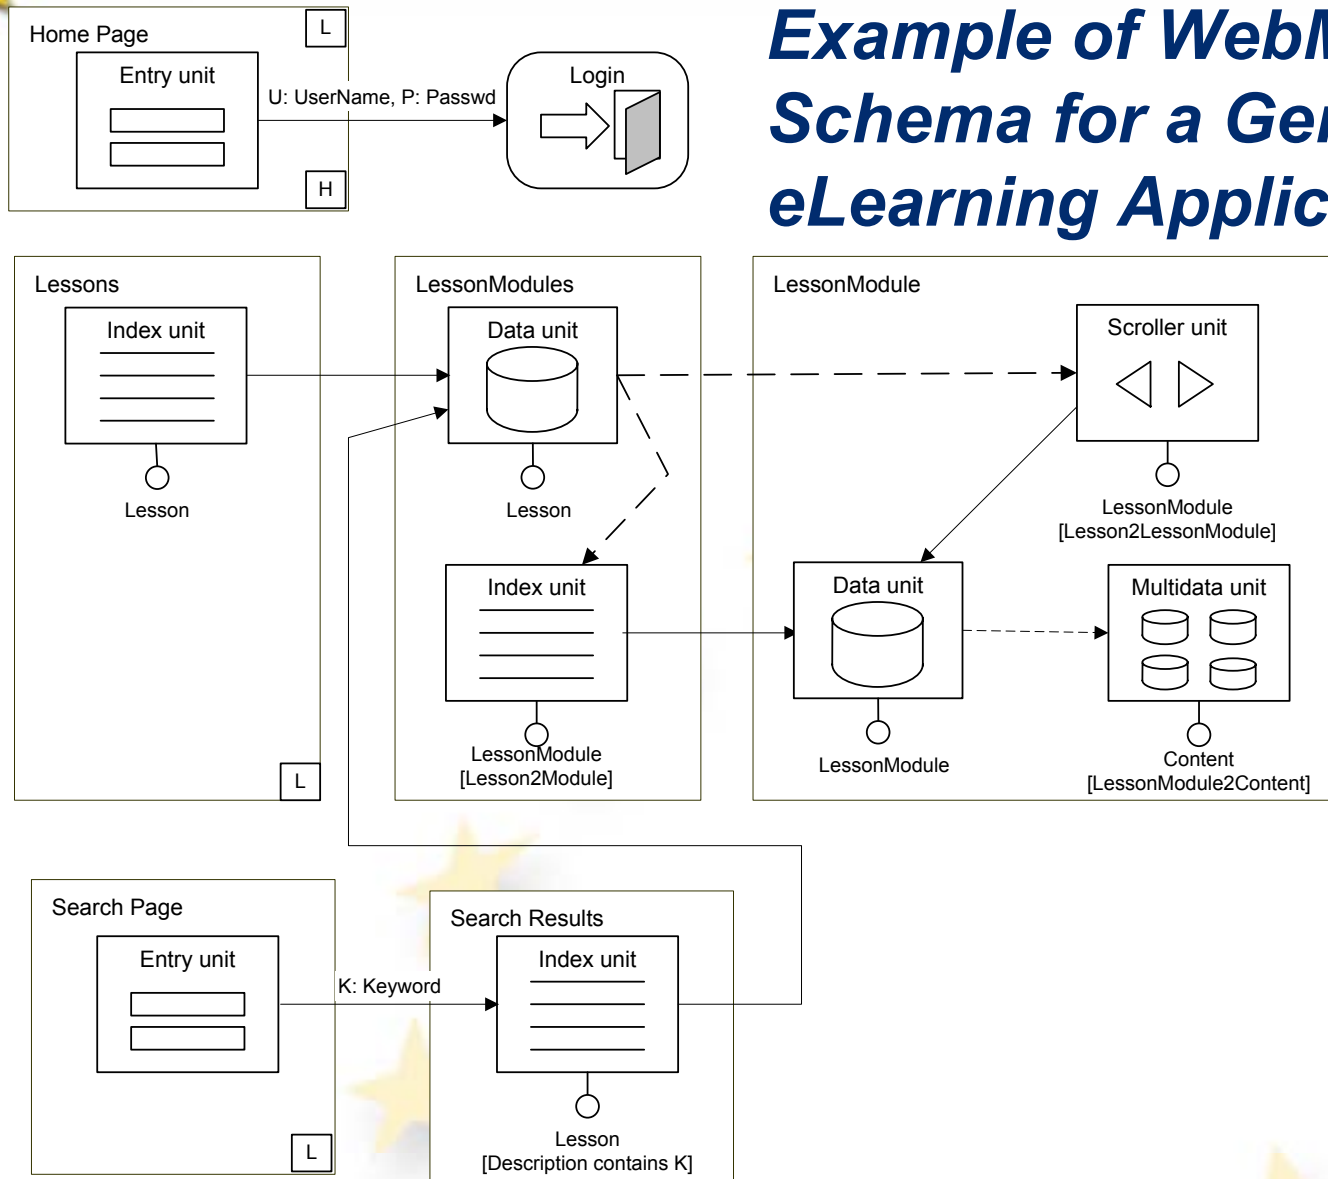 Example of WebM
Schema for a Ge
eLearning Applic
Home Page
L
Entry unit
U: UserName, P: Passwd
Login
H
Lessons
Index unit
Lesson
L
LessonModules
Data unit
Lesson
Index unit
LessonModule
[Lesson2Module]
LessonModule
Scroller unit
LessonModule
[Lesson2LessonModule]
Data unit
LessonModule
Multidata unit
Content
[LessonModule2Content]
Search Page
Entry unit
K: Keyword
L
Search Results
Index unit
Lesson
[Description contains K]